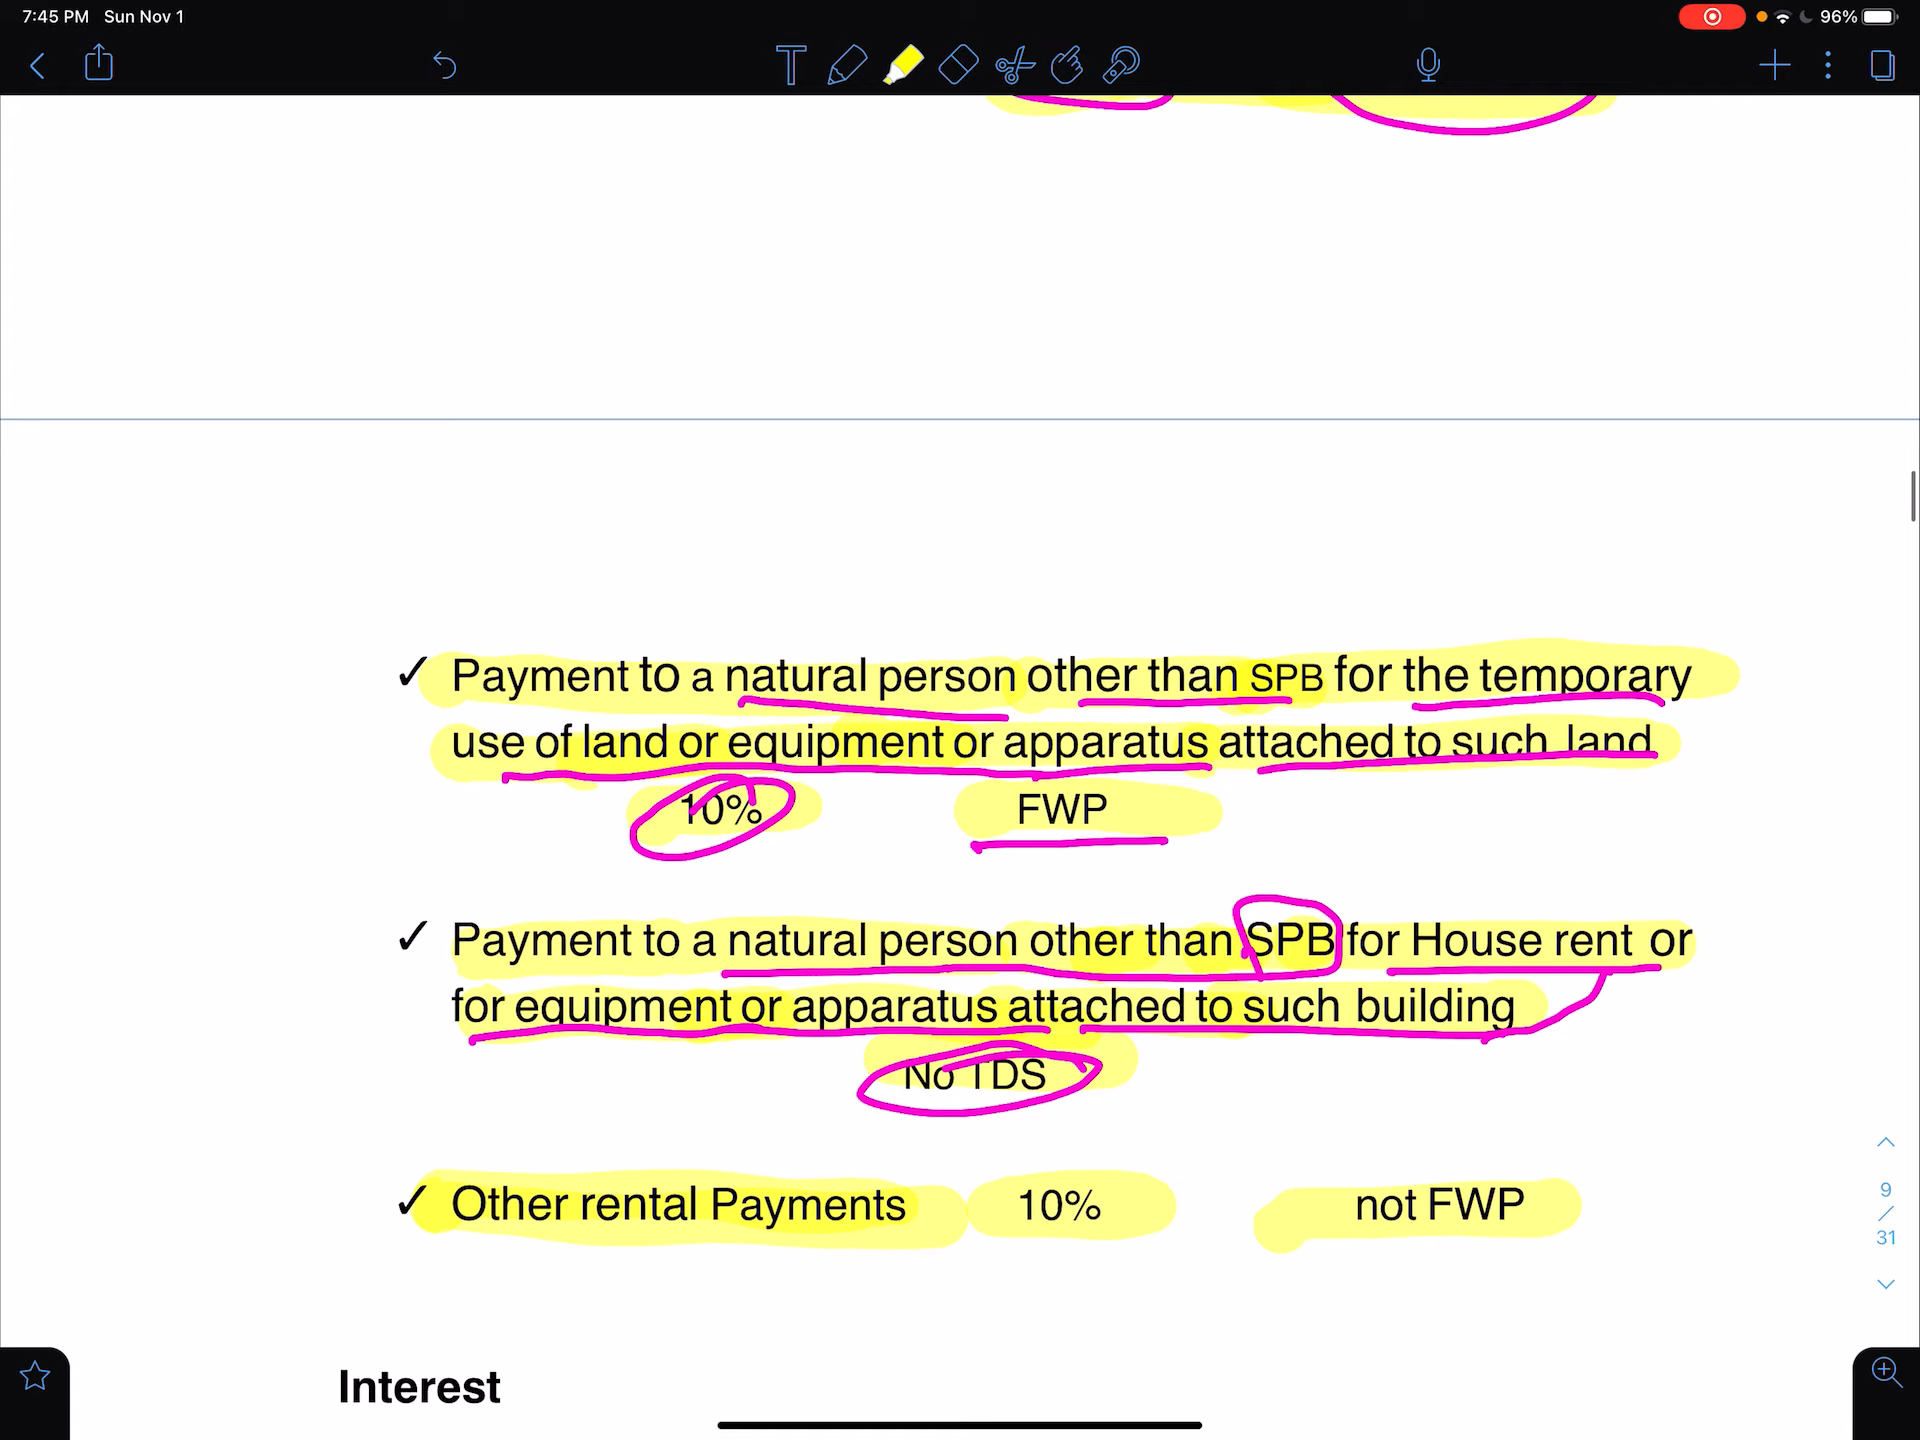 7:45 PM Sun Nov 1
96%
✓ Payment to a natural person other than SPB for the temporary
use of land or equipment or apparatus attached to such land
10% FWP
✓ Payment to a natural person other than SPB for House rent or
for equipment or apparatus attached to such building
No TDS
✓ Other rental Payments 10% not FWP
9
/
31
Interest